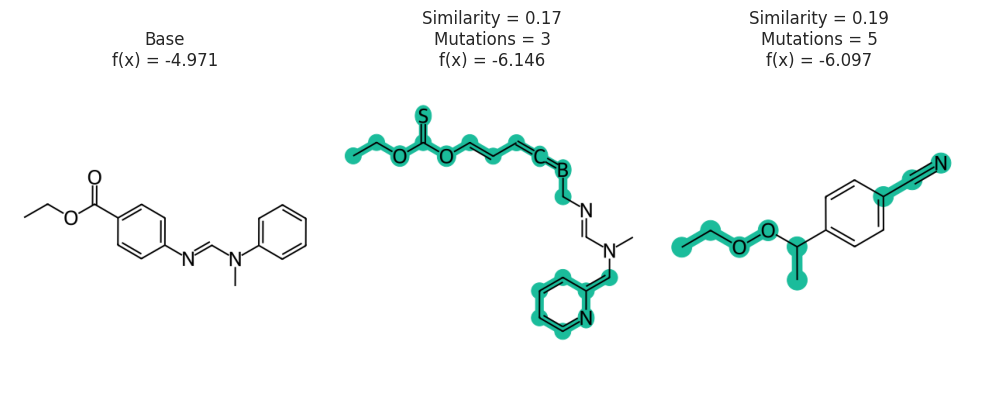 Base
f(x) = -4.971
Similarity = 0.17
Mutations = 3
f(x) = -6.146
Similarity = 0.19
Mutations = 5
f(x) = -6.097
O
O
N
N
S
O
O
C
B
N
N
N
N
O
O